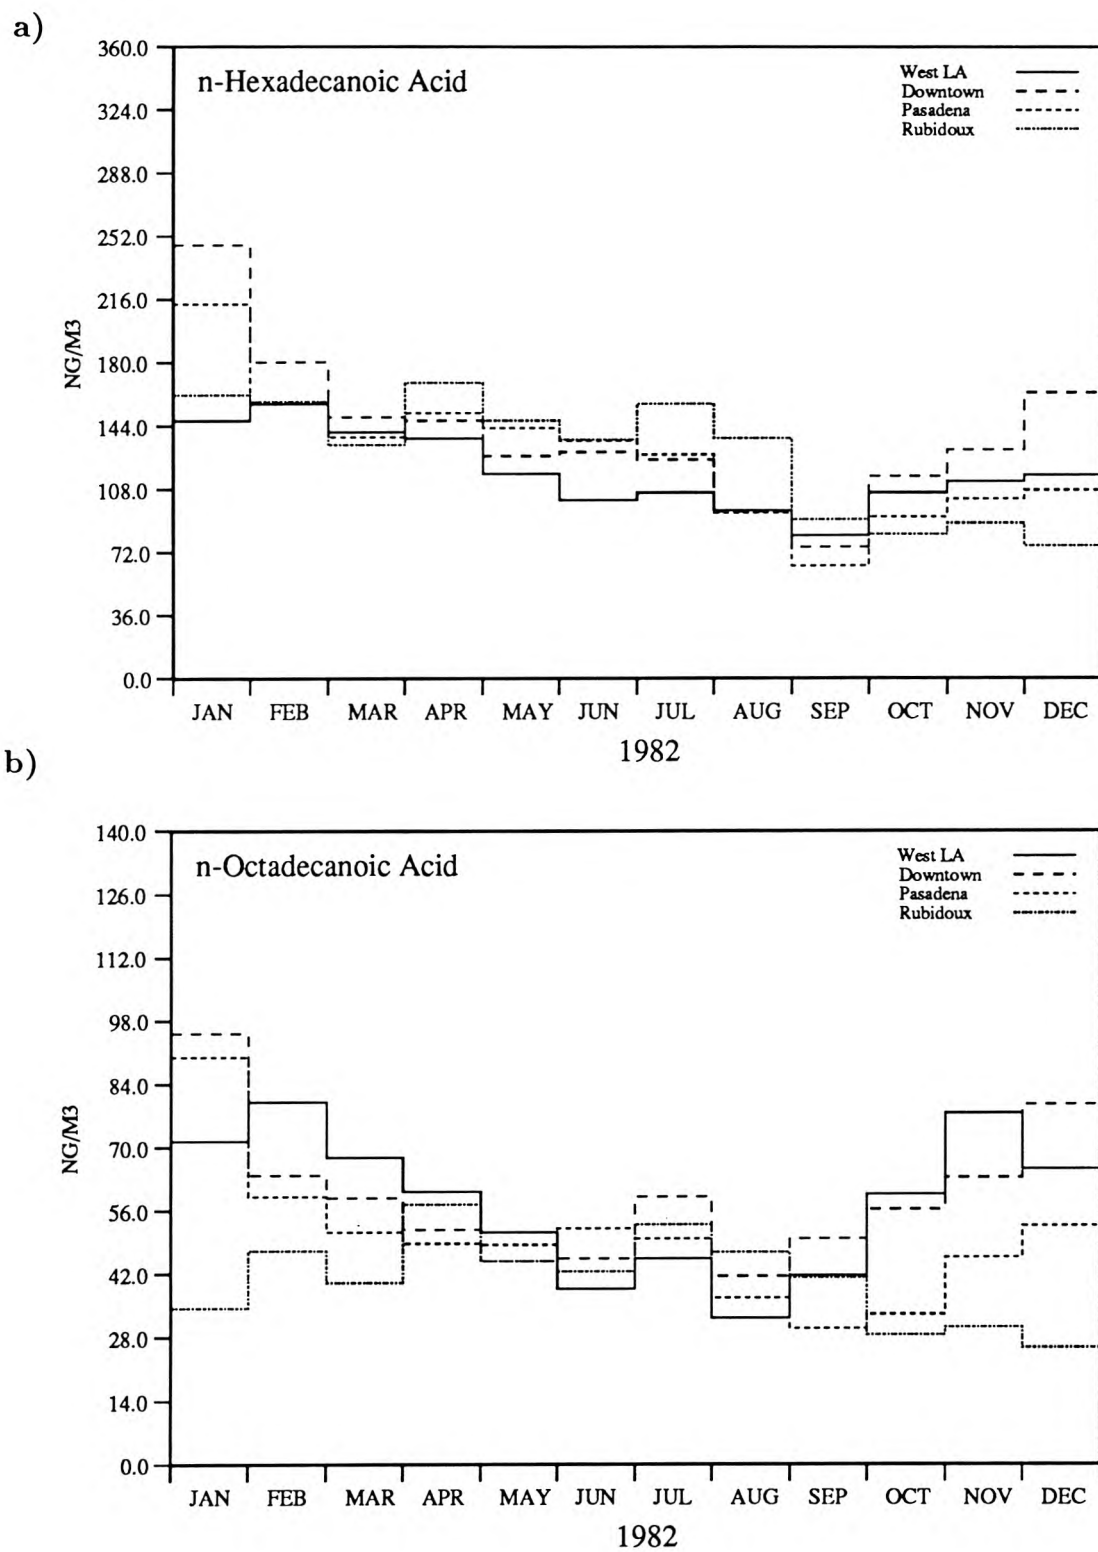 a)
360.0
n-Hexadecanoic Acid
West LA
Downtown
Pasadena
Rubidoux
324.0
288.0
252.0
216.0
NG/M3
180.0
144.0
108.0
72.0
36.0
0.0
JAN FEB MAR APR MAY JUN JUL AUG SEP OCT NOV DEC
1982
b)
140.0
n-Octadecanoic Acid
West LA
Downtown
Pasadena
Rubidoux
126.0
112.0
98.0
84.0
NG/M3
70.0
56.0
42.0
28.0
14.0
0.0
JAN FEB MAR APR MAY JUN JUL AUG SEP OCT NOV DEC
1982